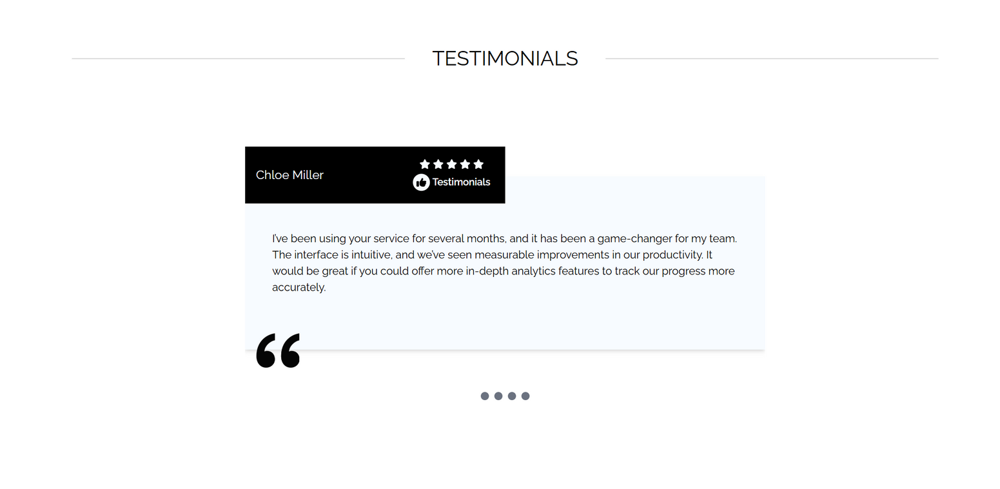 TESTIMONIALS
Chloe Miller
Testimonials
I've been using your service for several months, and it has been a game-changer for my team.
The interface is intuitive, and we've seen measurable improvements in our productivity. It
would be great if you could offer more in-depth analytics features to track our progress more
accurately.